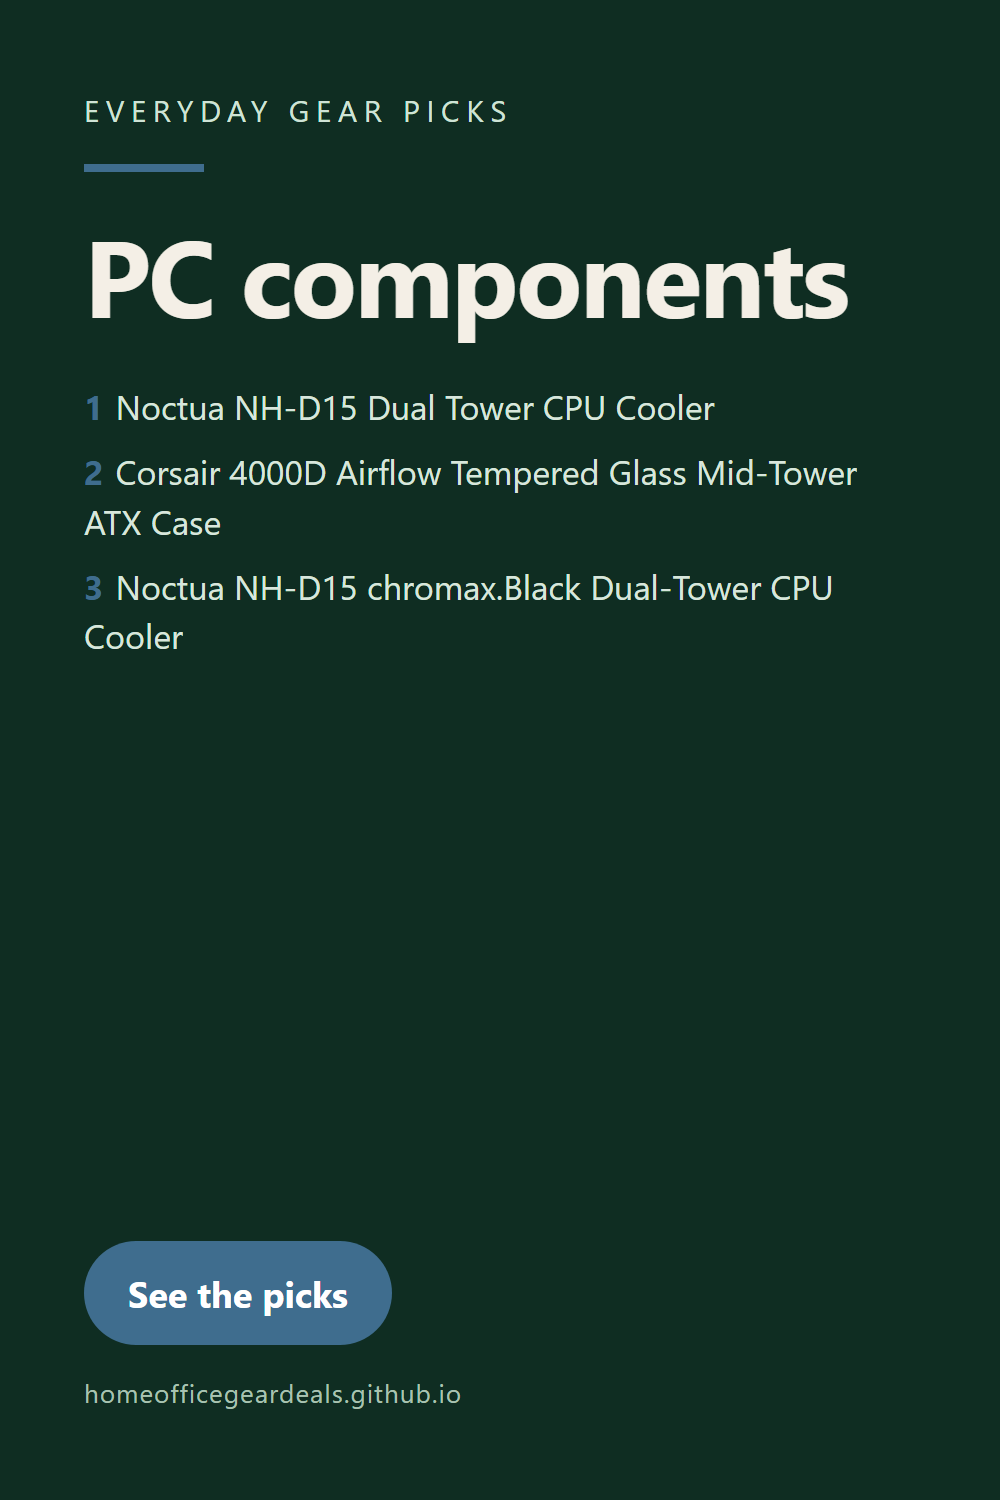 EVERYDAY GEAR PICKS
PC components
1 Noctua NH-D15 Dual Tower CPU Cooler
2 Corsair 4000D Airflow Tempered Glass Mid-Tower
ATX Case
3 Noctua NH-D15 chromax.Black Dual-Tower CPU
Cooler
See the picks
homeofficegeardeals.github.io